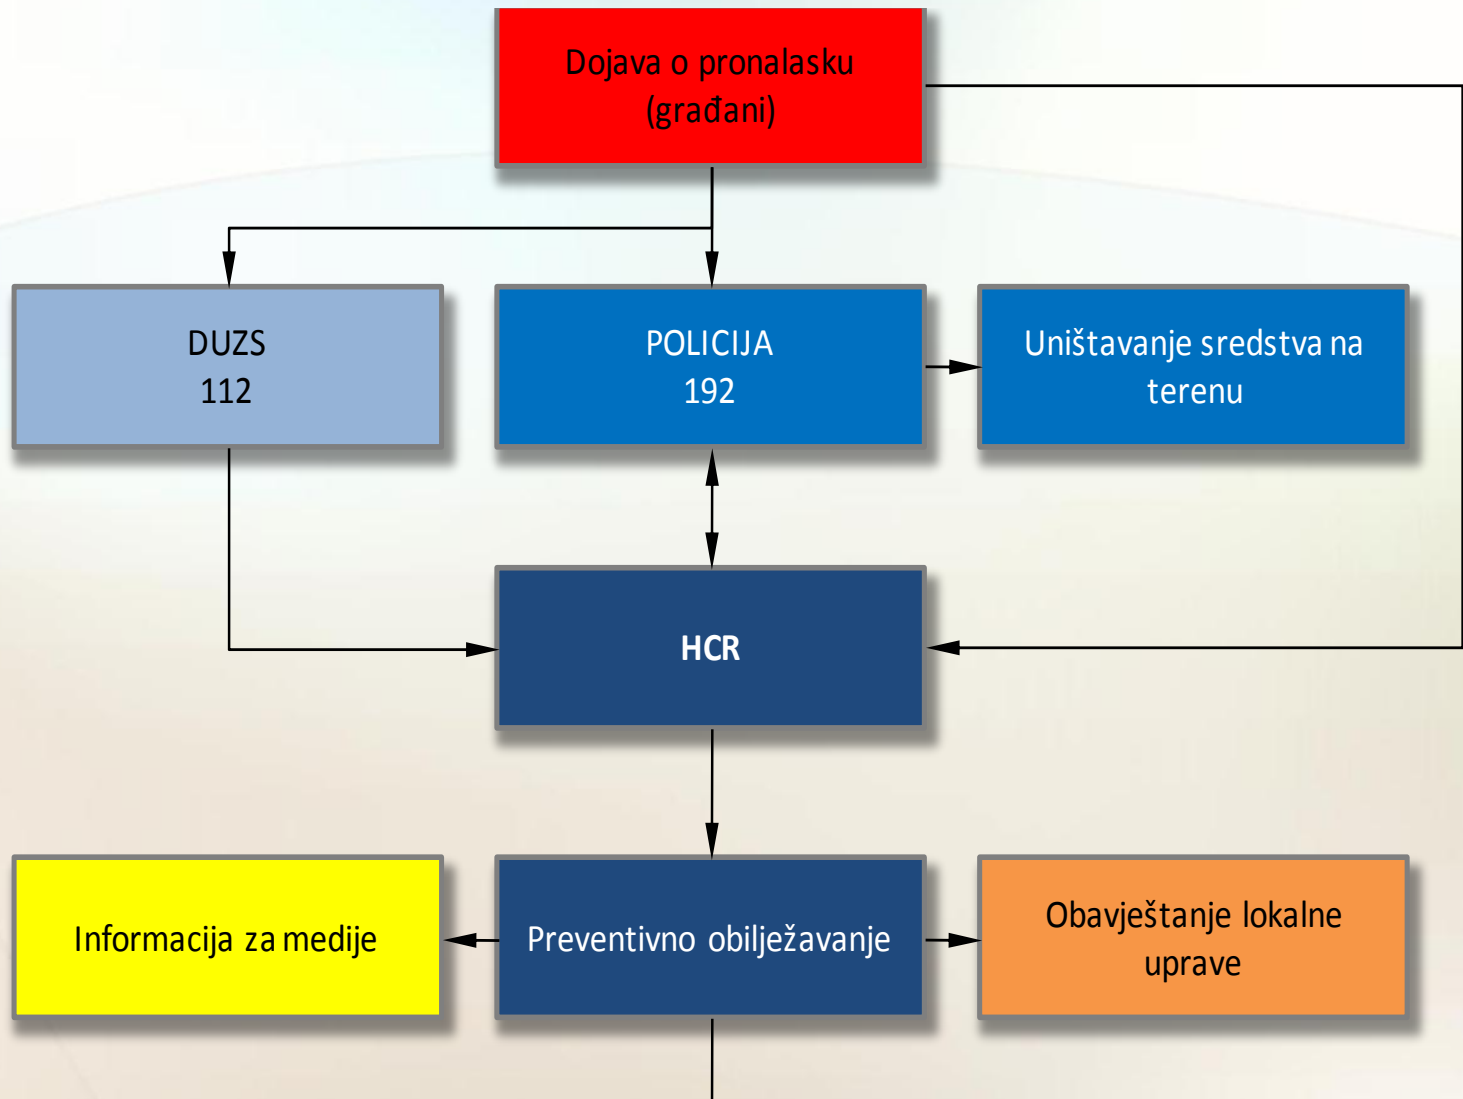 Dojava o pronalasku
(građani)
DUZS
112
POLICIJA
192
Uništavanje sredstva na
terenu
HCR
Informacija za medije
Preventivno obilježavanje
Obavještanje lokalne
uprave